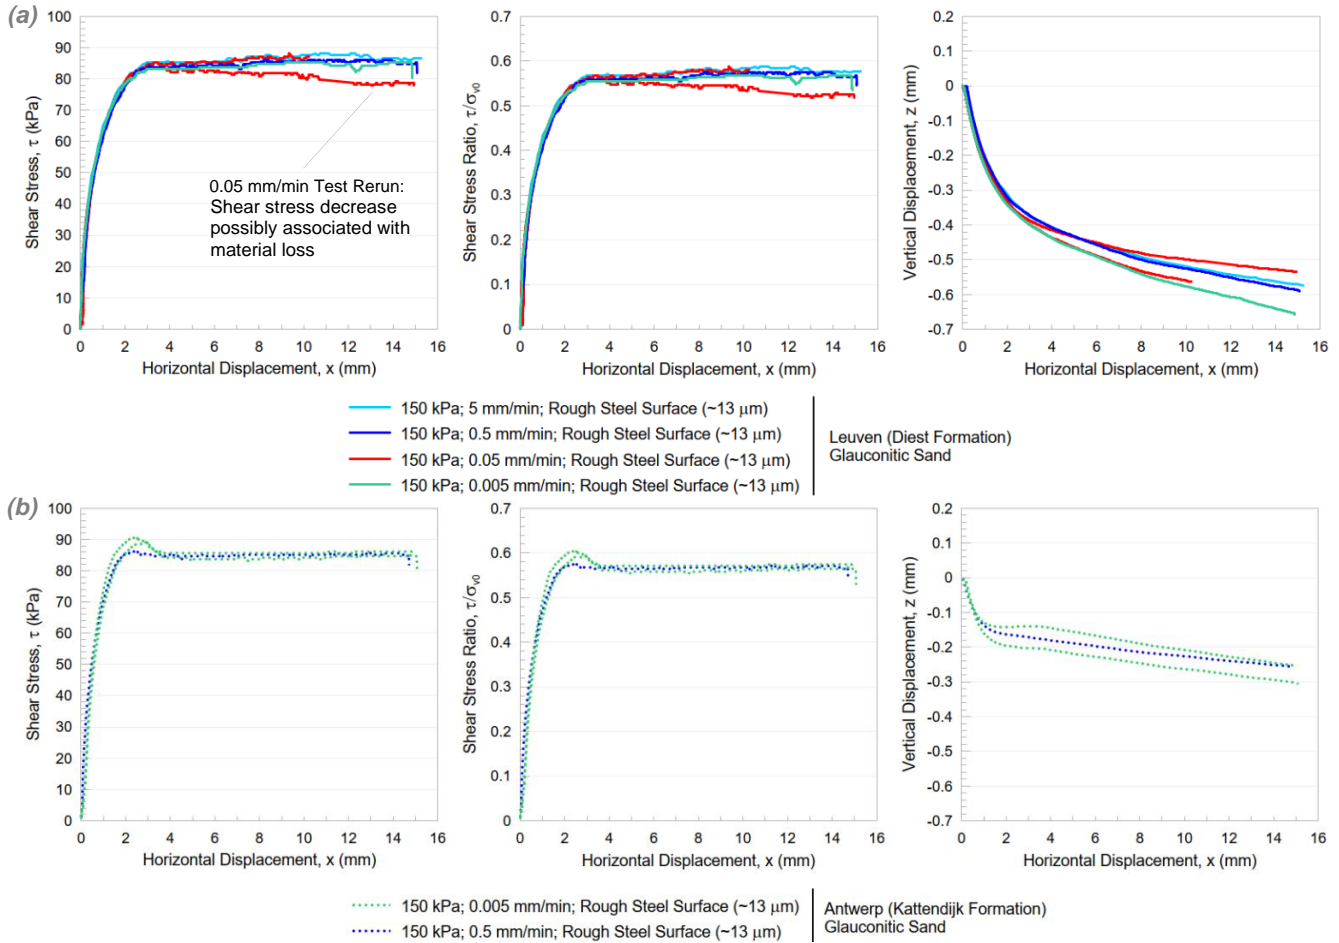 (a)
100
90
80
70
60
50
40
30
20
10
0
Shear Stress, τ (kPa)
0.05 mm/min Test Rerun:
Shear stress decrease
possibly associated with
material loss
0 2 4 6 8 10 12 14 16
Horizontal Displacement, x (mm)
0.7
0.6
0.5
0.4
0.3
0.2
0.1
0
Shear Stress Ratio, τ/σv0
0 2 4 6 8 10 12 14 16
Horizontal Displacement, x (mm)
0.2
0.1
0
-0.1
-0.2
-0.3
-0.4
-0.5
-0.6
-0.7
Vertical Displacement, z (mm)
0 2 4 6 8 10 12 14 16
Horizontal Displacement, x (mm)
150 kPa; 5 mm/min; Rough Steel Surface (~13 μm)
150 kPa; 0.5 mm/min; Rough Steel Surface (~13 μm)
150 kPa; 0.05 mm/min; Rough Steel Surface (~13 μm)
150 kPa; 0.005 mm/min; Rough Steel Surface (~13 μm)
Leuven (Diest Formation)
Glauconitic Sand
(b)
100
90
80
70
60
50
40
30
20
10
0
Shear Stress, τ (kPa)
0 2 4 6 8 10 12 14 16
Horizontal Displacement, x (mm)
0.7
0.6
0.5
0.4
0.3
0.2
0.1
0
Shear Stress Ratio, τ/σv0
0 2 4 6 8 10 12 14 16
Horizontal Displacement, x (mm)
0.2
0.1
0
-0.1
-0.2
-0.3
-0.4
-0.5
-0.6
-0.7
Vertical Displacement, z (mm)
0 2 4 6 8 10 12 14 16
Horizontal Displacement, x (mm)
150 kPa; 0.005 mm/min; Rough Steel Surface (~13 μm)
150 kPa; 0.5 mm/min; Rough Steel Surface (~13 μm)
Antwerp (Kattendijk Formation)
Glauconitic Sand